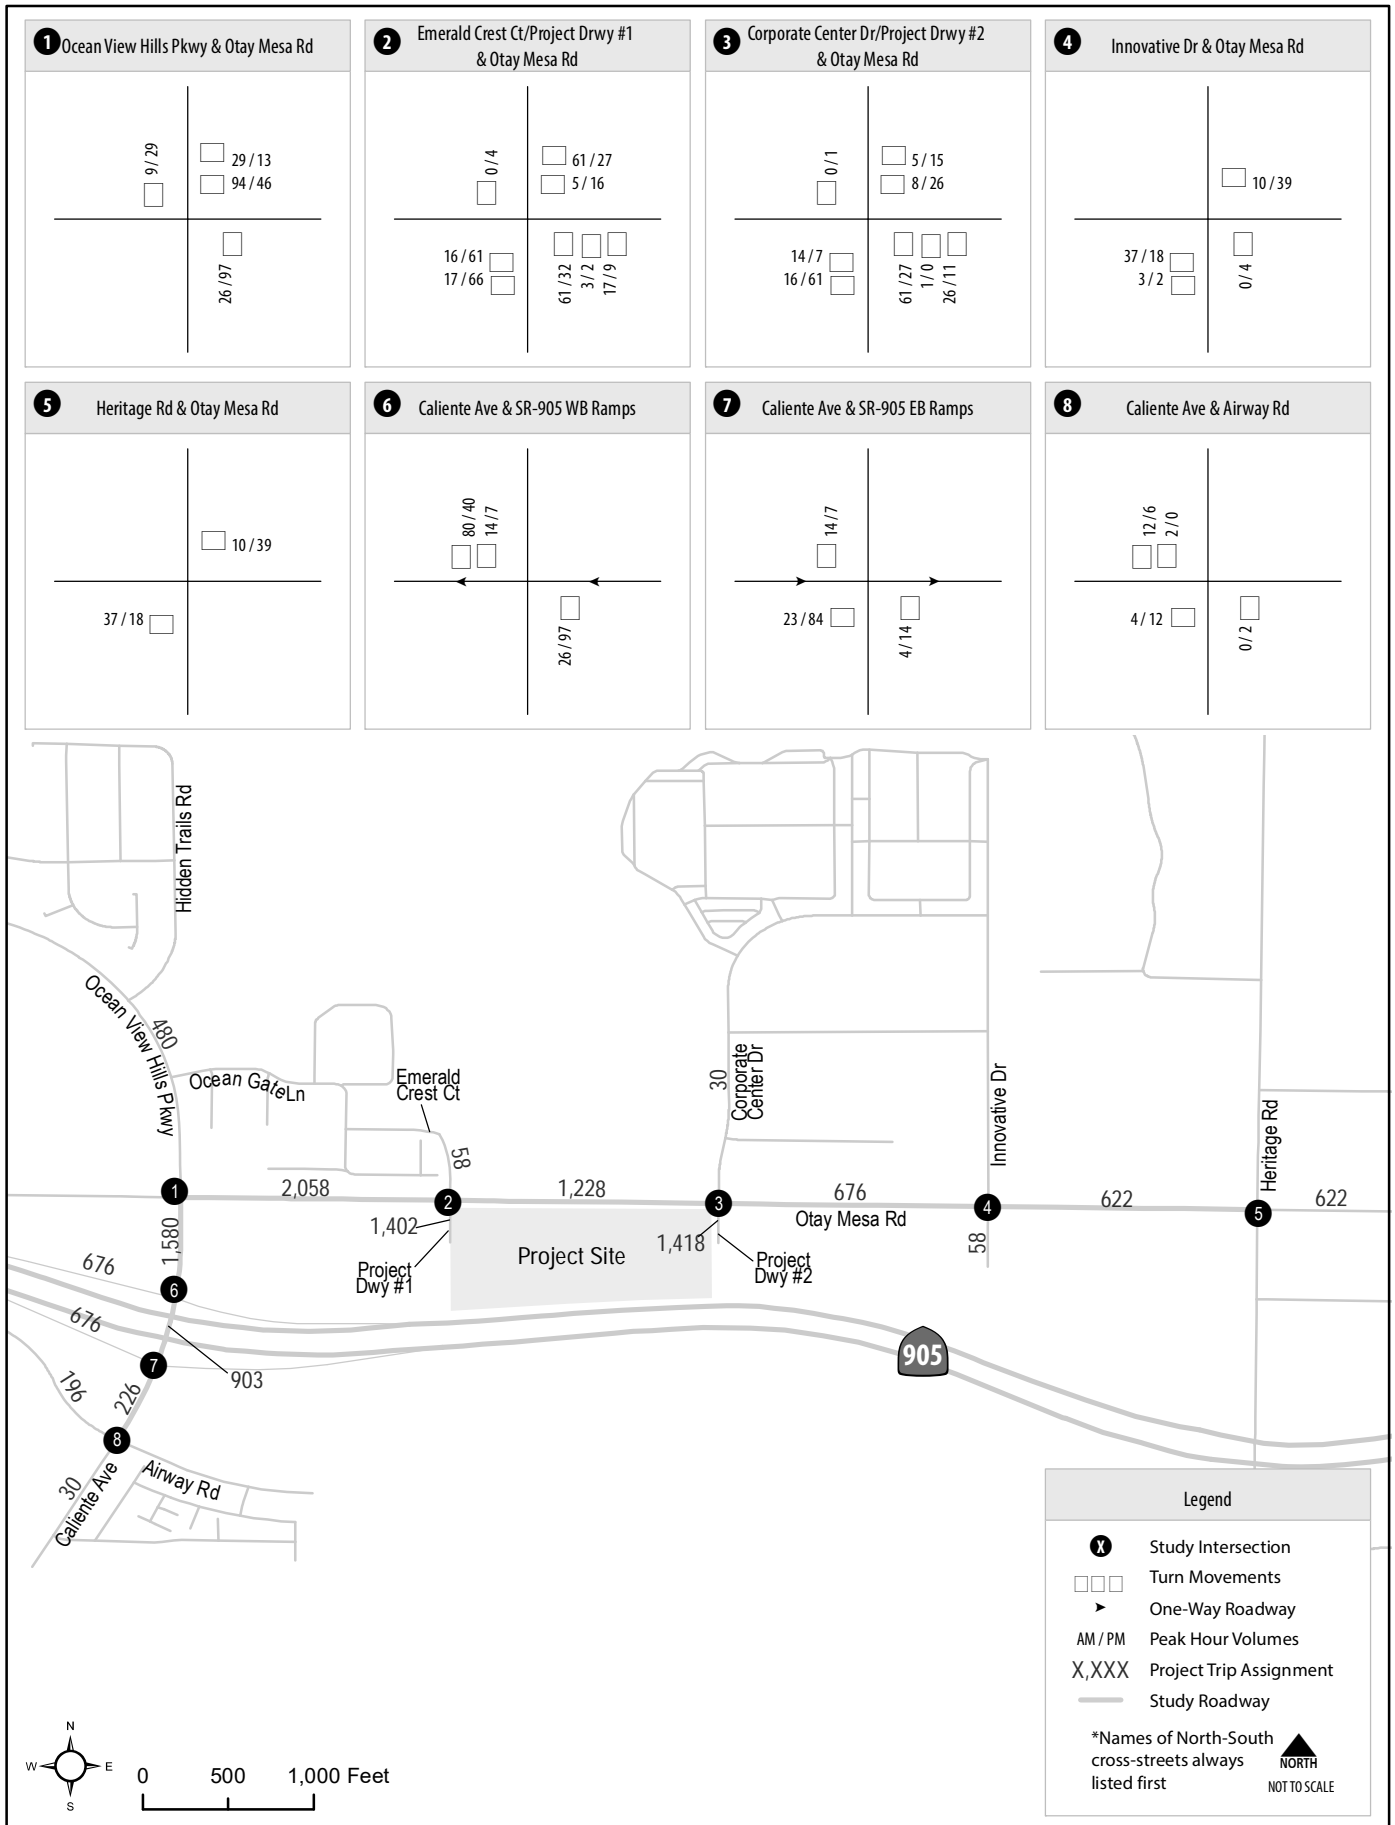 1 Ocean View Hills Pkwy & Otay Mesa Rd
9 / 29
29 / 13
94 / 46
26 / 97
2 Emerald Crest Ct/Project Drwy #1
& Otay Mesa Rd
0 / 4
61 / 27
5 / 16
16 / 61
17 / 66
61 / 32
3 / 2
17 / 9
3 Corporate Center Dr/Project Drwy #2
& Otay Mesa Rd
0 / 1
5 / 15
8 / 26
14 / 7
16 / 61
61 / 27
1 / 0
26 / 11
4 Innovative Dr & Otay Mesa Rd
10 / 39
37 / 18
3 / 2
0 / 4
5 Heritage Rd & Otay Mesa Rd
10 / 39
37 / 18
6 Caliente Ave & SR-905 WB Ramps
80 / 40
14 / 7
26 / 97
7 Caliente Ave & SR-905 EB Ramps
14 / 7
23 / 84
4 / 14
8 Caliente Ave & Airway Rd
12 / 6
2 / 0
4 / 12
0 / 2
Hidden Trails Rd
Ocean View Hills Pkwy
480
Ocean Gate Ln
Emerald
Crest Ct
58
30
Corporate
Center Dr
Innovative Dr
Heritage Rd
1
2,058
2
1,228
3
676
Otay Mesa Rd
4
622
5
622
1,580
1,402
Project
Dwy #1
Project Site
1,418
Project
Dwy #2
58
676
6
676
7
903
905
196
226
8
30
Caliente Ave
Airway Rd
Legend
X Study Intersection
Turn Movements
One-Way Roadway
AM / PM Peak Hour Volumes
X,XXX Project Trip Assignment
Study Roadway
*Names of North-South
cross-streets always
listed first
NORTH
NOT TO SCALE
N
W E
S
0 500 1,000 Feet